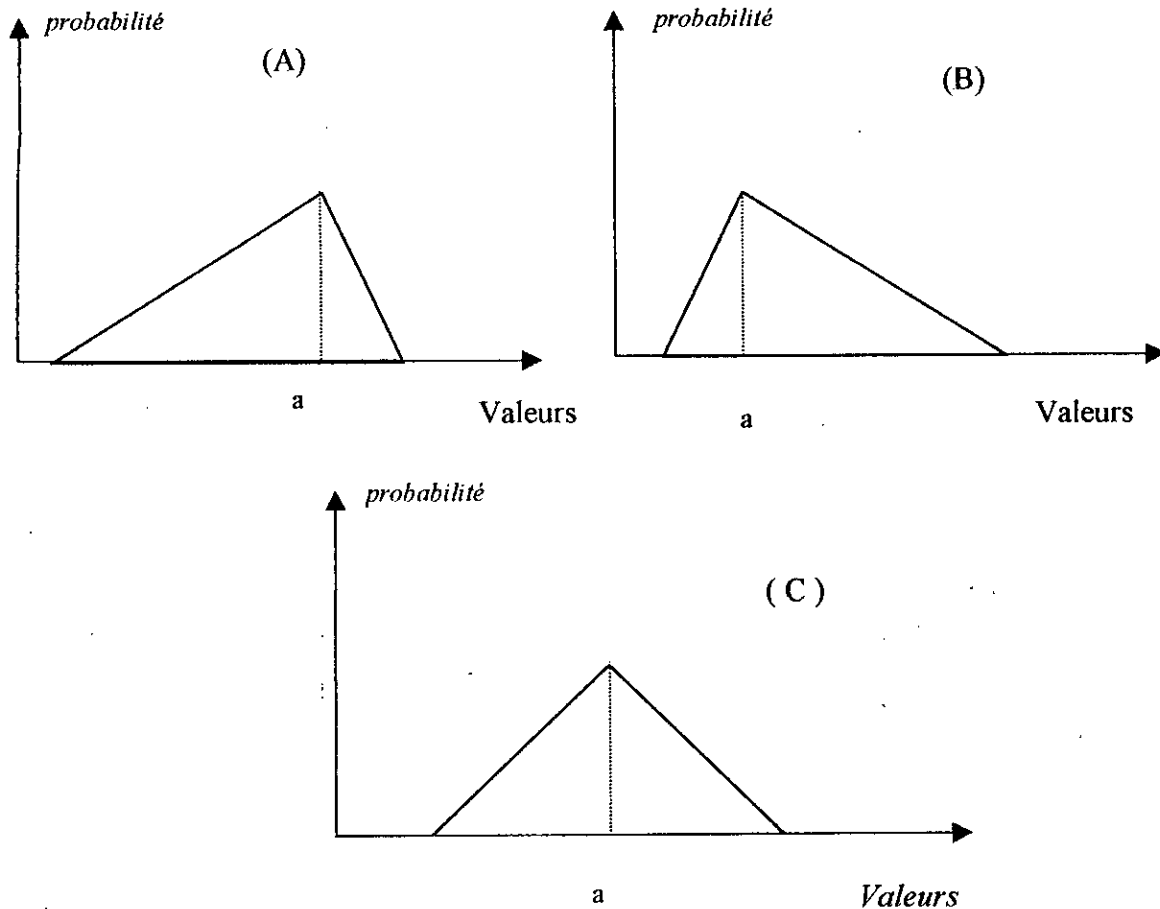 probabilité
(A)
a
Valeurs
probabilité
(B)
a
Valeurs
probabilité
( C )
a
Valeurs